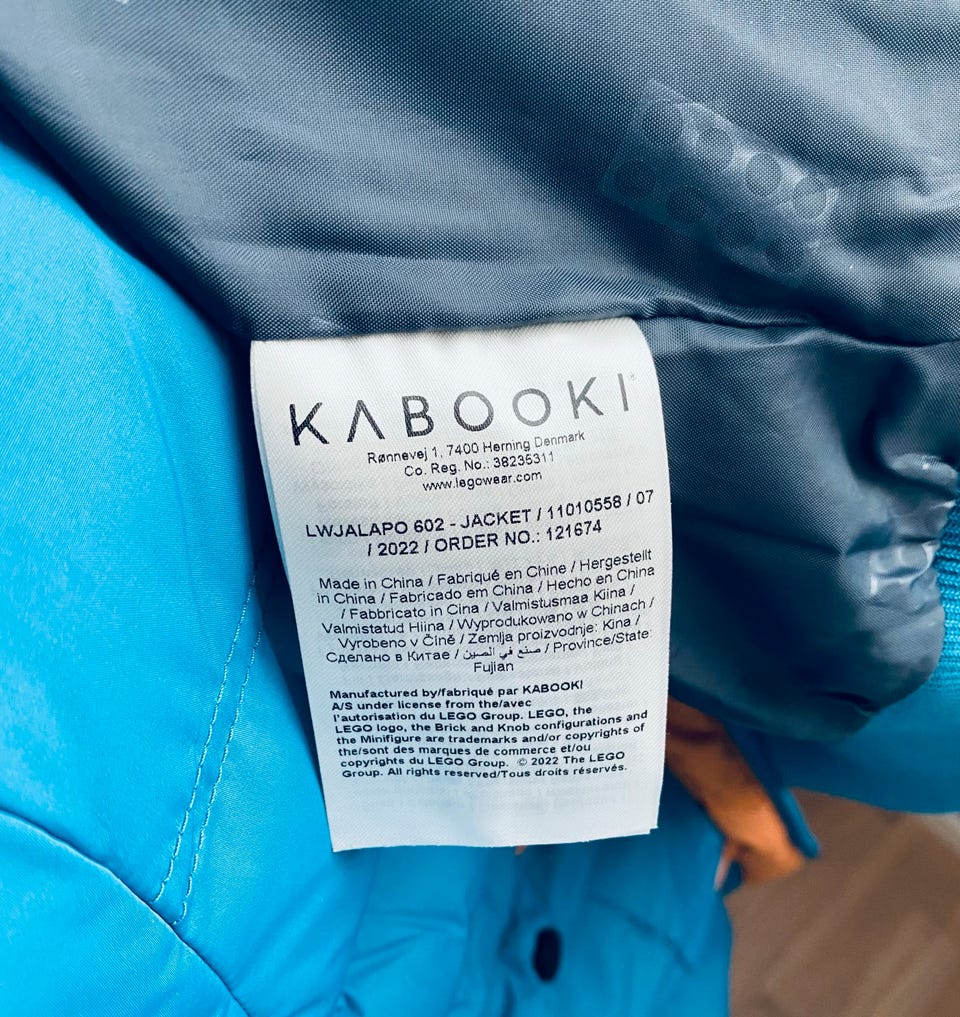 KABOOKI®
Rønnevej 1, 7400 Herning Denmark
Co. Reg. No.: 38235311
www.legowear.com
LWJALAPO 602 - JACKET / 11010558 / 07
/ 2022 / ORDER NO.: 121674
Made in China / Fabriqué en Chine / Hergestellt
in China / Fabricado em China / Hecho en China
/ Fabbricato in Cina / Valmistusmaa Kiina /
Valmistatud Hiina / Wyprodukowano w Chinach /
Vyrobeno v Čině / Zemlja proizvodnje: Kina /
Сделано в Китае / صنع في الصين / Province/State:
Fujian
Manufactured by/fabriqué par KABOOKI
A/S under license from the/avec
l'autorisation du LEGO Group. LEGO, the
LEGO logo, the Brick and Knob configurations and
the Minifigure are trademarks and/or copyrights of
the/sont des marques de commerce et/ou
copyrights du LEGO Group. © 2022 The LEGO
Group. All rights reserved/Tous droits réservés.